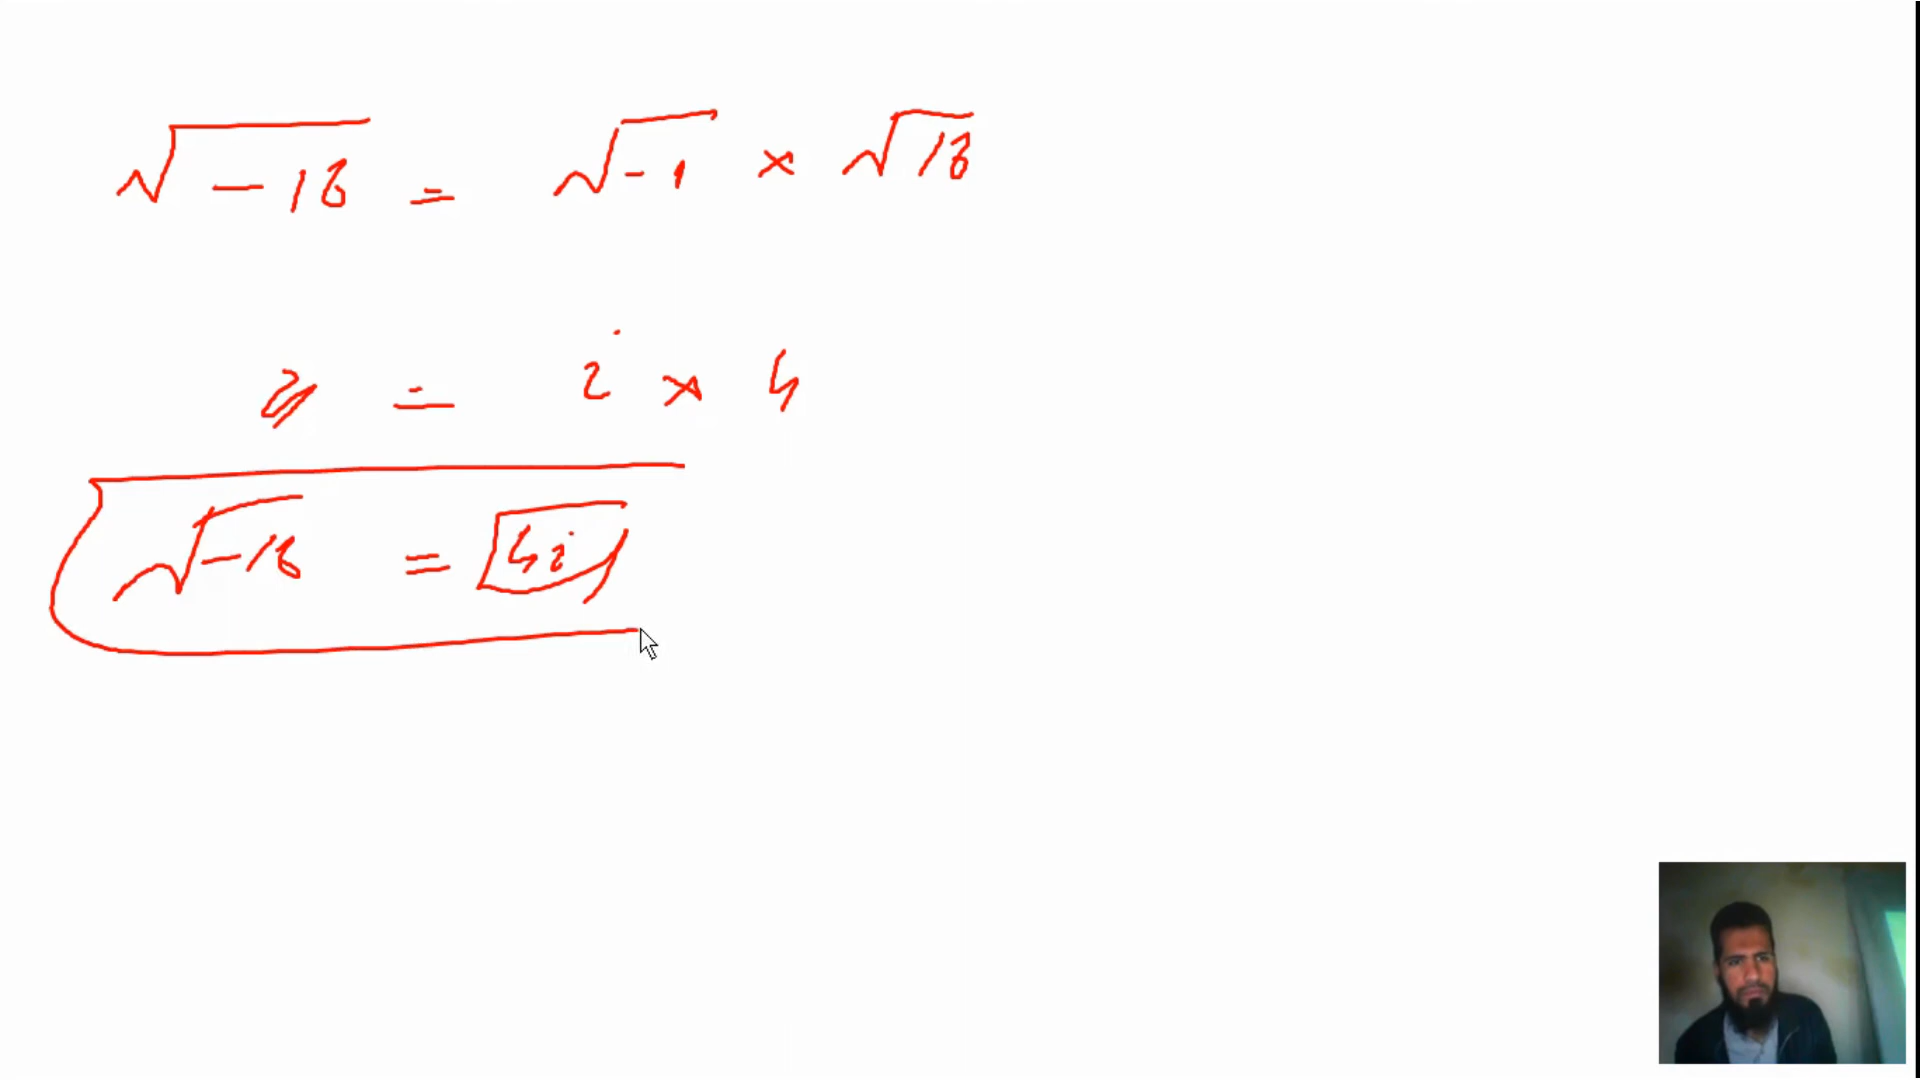 √-16 = √-1 × √16
= i × 4
√-16 = 4i